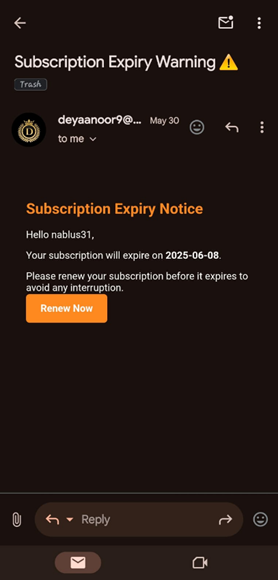 Subscription Expiry Warning ⚠️
Trash
deyaanoor9@... May 30
to me
D
Subscription Expiry Notice
Hello nablus31,
Your subscription will expire on 2025-06-08.
Please renew your subscription before it expires to
avoid any interruption.
Renew Now
Reply